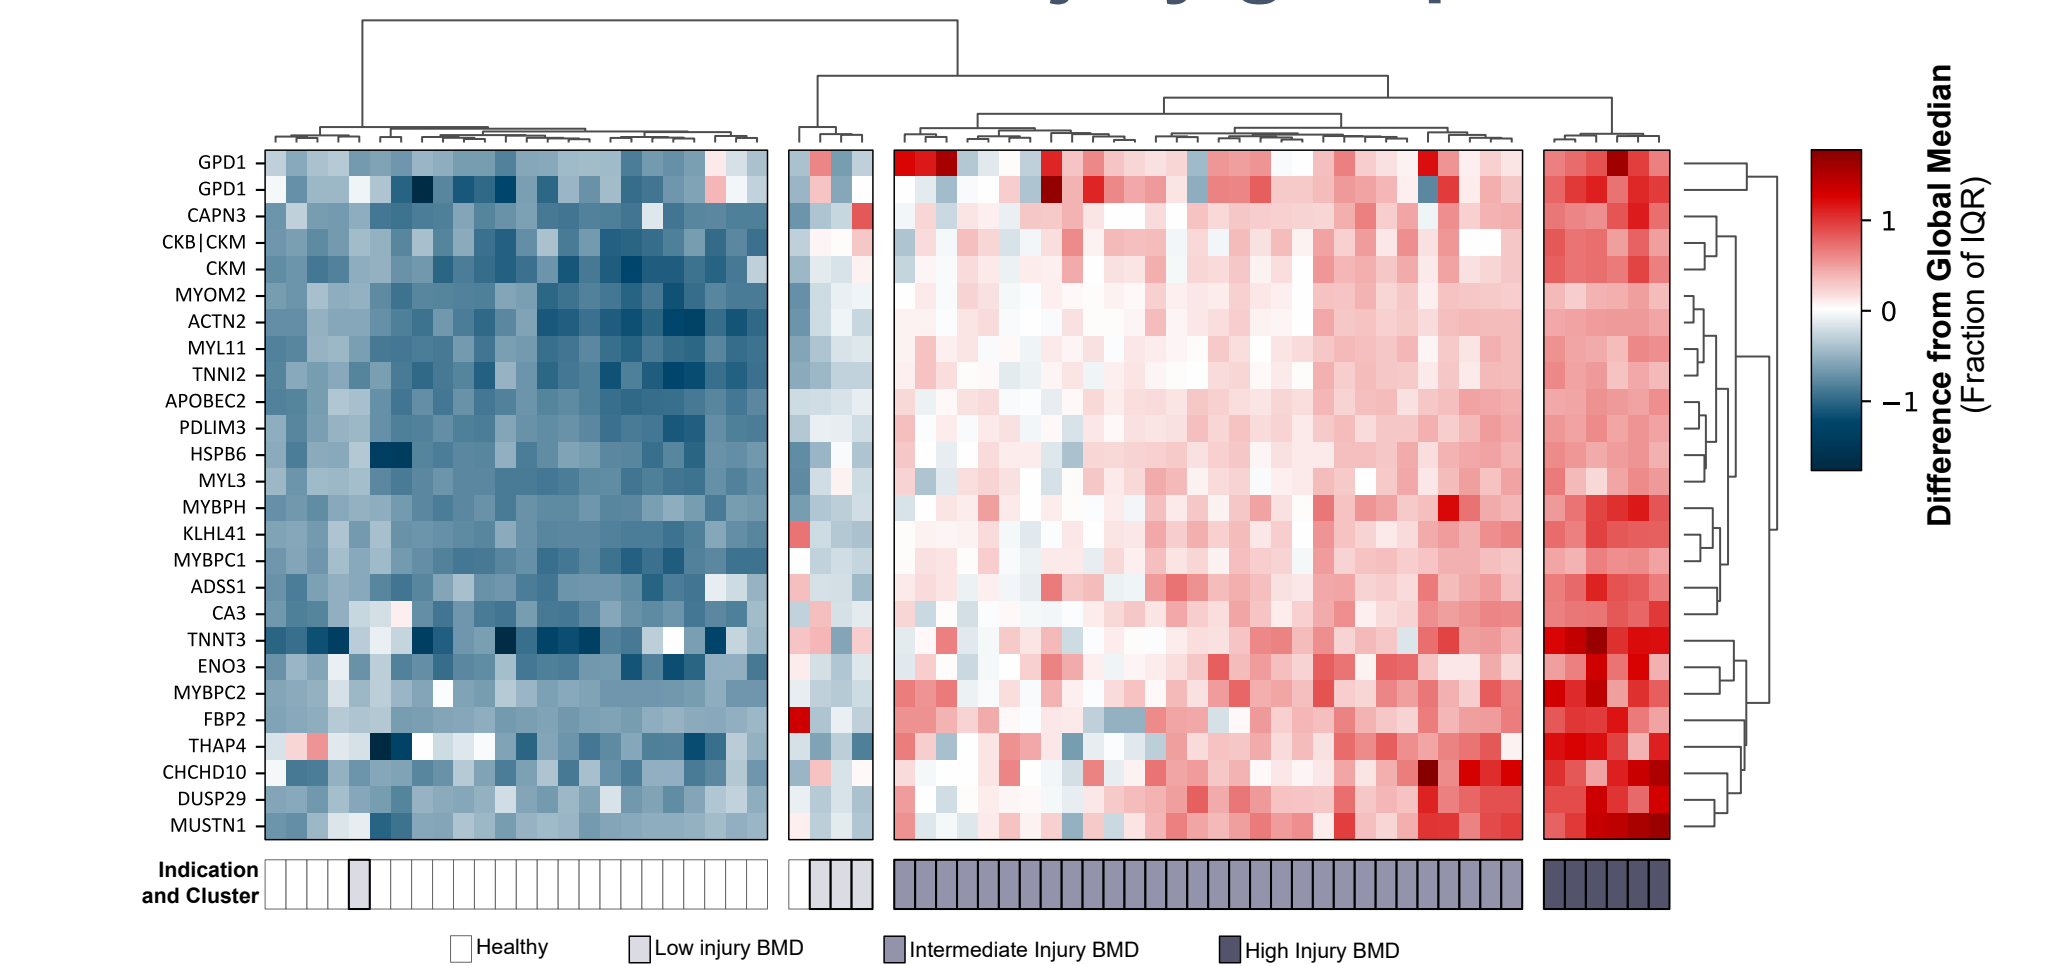 GPD1
GPD1
CAPN3
CKB|CKM
CKM
MYOM2
ACTN2
MYL11
TNNI2
APOBEC2
PDLIM3
HSPB6
MYL3
MYBPH
KLHL41
MYBPC1
ADSS1
CA3
TNNT3
ENO3
MYBPC2
FBP2
THAP4
CHCHD10
DUSP29
MUSTN1
1
0
−1
Difference from Global Median
(Fraction of IQR)
Indication
and Cluster
Healthy
Low injury BMD
Intermediate Injury BMD
High Injury BMD